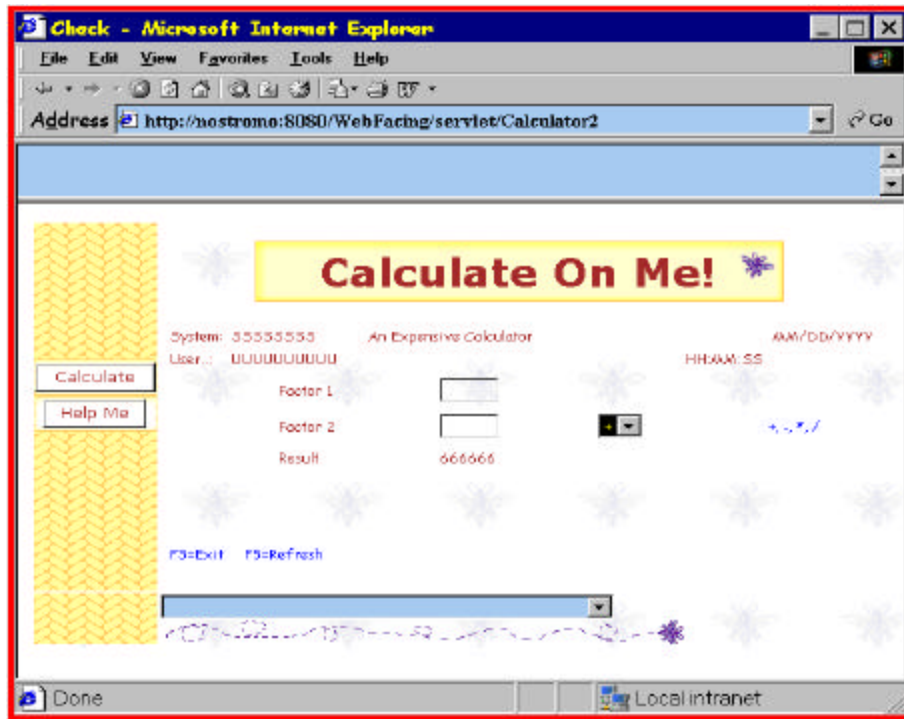 Check - Microsoft Internet Explorer
File Edit View Favorites Tools Help
Address http://nostromo:8080/WebFacing/servlet/Calculator2 Go
Calculate On Me!
System: SSSSSSSS An Expensive Calculator MM/DD/YYYY
User..: UUUUUUUUUU HH:MM:SS
Calculate
Factor 1
Help Me
Factor 2 + +,-,*,/
Result 666666
F3=Exit F5=Refresh
Done Local intranet